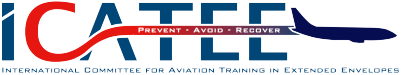 ICATEE
PREVENT - AVOID - RECOVER
INTERNATIONAL COMMITTEE FOR AVIATION TRAINING IN EXTENDED ENVELOPES